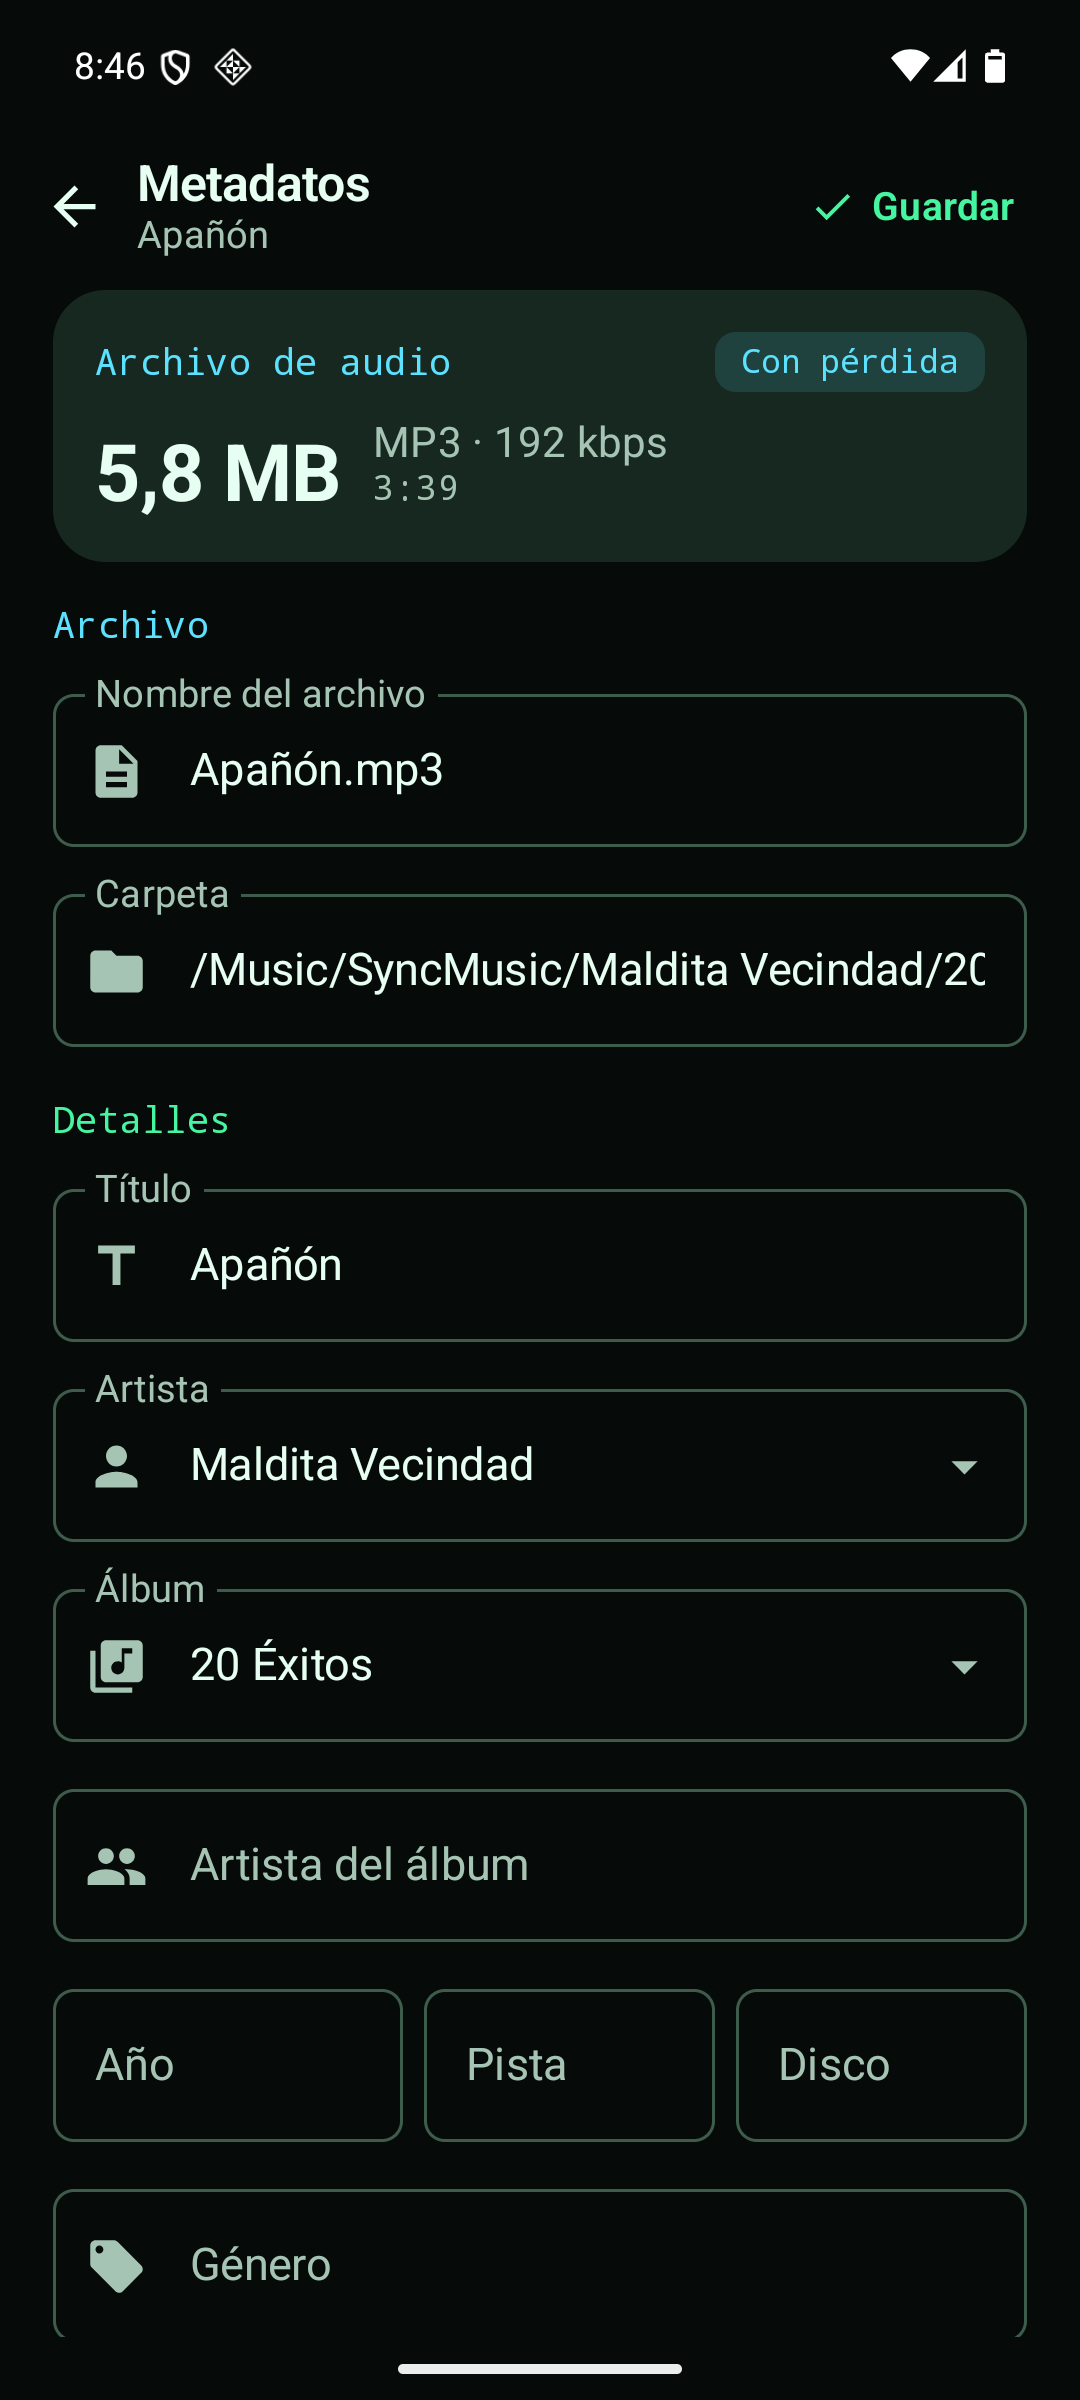 8:46
Metadatos
Apañón
Guardar
Archivo de audio
Con pérdida
5,8 MB
MP3 · 192 kbps
3:39
Archivo
Nombre del archivo
Apañón.mp3
Carpeta
/Music/SyncMusic/Maldita Vecindad/20
Detalles
Título
Apañón
Artista
Maldita Vecindad
Álbum
20 Éxitos
Artista del álbum
Año
Pista
Disco
Género